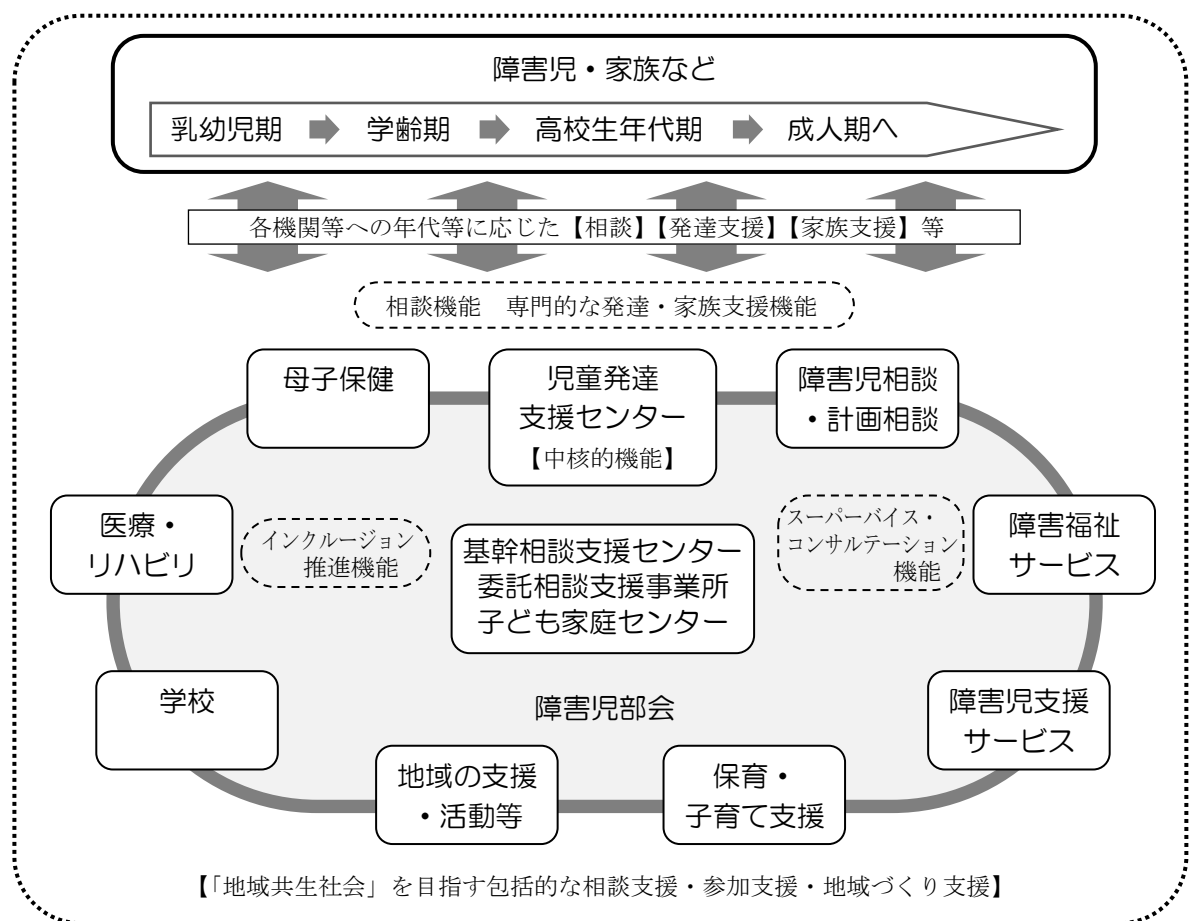 障害児・家族など
乳幼児期 学齢期 高校生年代期 成人期へ
各機関等への年代等に応じた【相談】【発達支援】【家族支援】等
相談機能 専門的な発達・家族支援機能
母子保健
児童発達
支援センター
【中核的機能】
障害児相談
・計画相談
医療・
リハビリ
インクルージョン
推進機能
基幹相談支援センター
委託相談支援事業所
子ども家庭センター
スーパーバイス・
コンサルテーション
機能
障害福祉
サービス
学校
障害児部会
障害児支援
サービス
地域の支援
・活動等
保育・
子育て支援
【「地域共生社会」を目指す包括的な相談支援・参加支援・地域づくり支援】